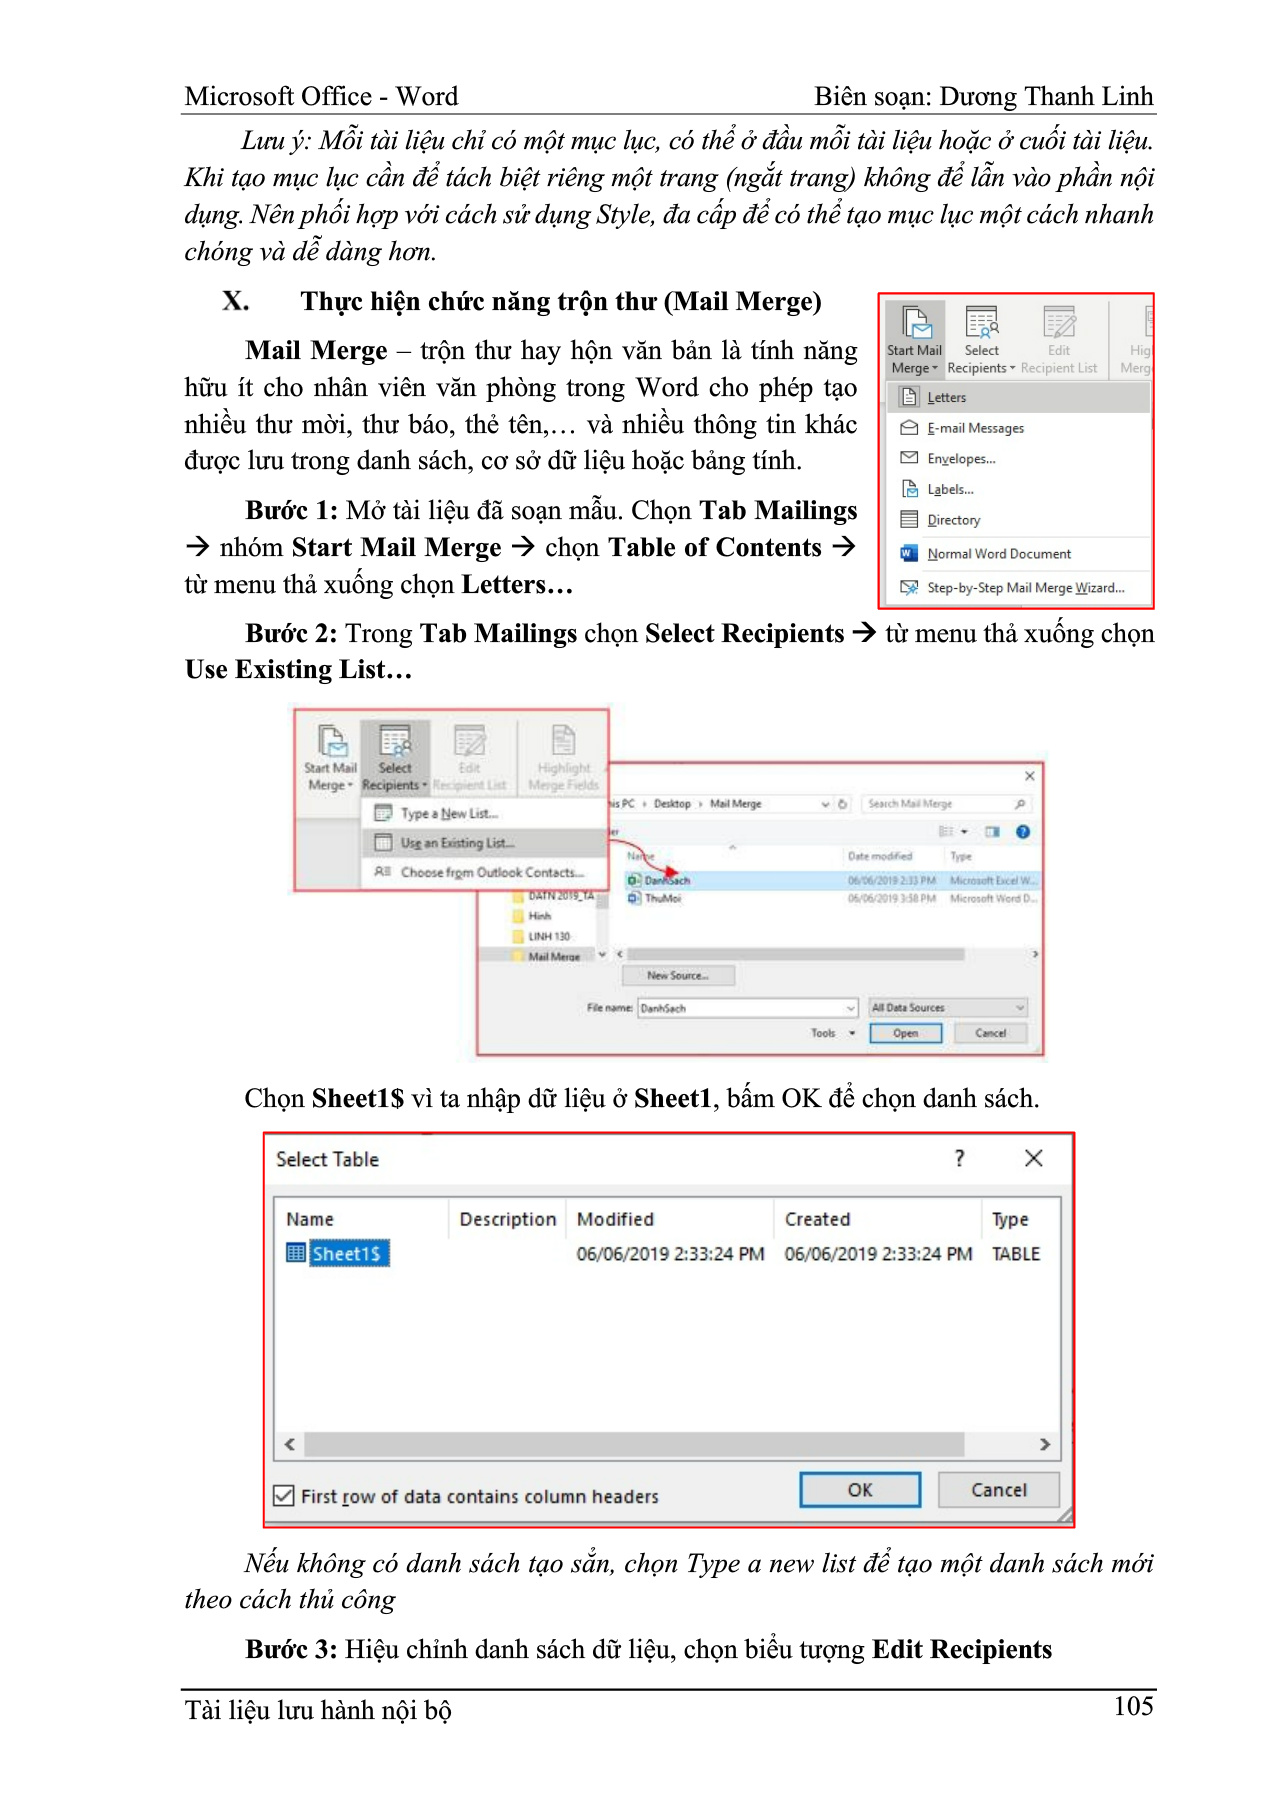 Microsoft Office - Word Biên soạn: Dương Thanh Linh
Lưu ý: Mỗi tài liệu chỉ có một mục lục, có thể ở đầu mỗi tài liệu hoặc ở cuối tài liệu.
Khi tạo mục lục cần để tách biệt riêng một trang (ngắt trang) không để lẫn vào phần nội
dụng. Nên phối hợp với cách sử dụng Style, đa cấp để có thể tạo mục lục một cách nhanh
chóng và dễ dàng hơn.
X. Thực hiện chức năng trộn thư (Mail Merge)
Mail Merge – trộn thư hay hộn văn bản là tính năng
hữu ít cho nhân viên văn phòng trong Word cho phép tạo
nhiều thư mời, thư báo, thẻ tên,… và nhiều thông tin khác
được lưu trong danh sách, cơ sở dữ liệu hoặc bảng tính.
Bước 1: Mở tài liệu đã soạn mẫu. Chọn Tab Mailings
→ nhóm Start Mail Merge → chọn Table of Contents →
từ menu thả xuống chọn Letters…
Start Mail Select Edit
Merge Recipients Recipient List
Letters
E-mail Messages
Envelopes...
Labels...
Directory
Normal Word Document
Step-by-Step Mail Merge Wizard...
Bước 2: Trong Tab Mailings chọn Select Recipients → từ menu thả xuống chọn
Use Existing List…
Start Mail Select Edit Highlight
Merge Recipients Recipient List Merge Fields
Type a New List...
Use an Existing List...
Choose from Outlook Contacts...
his PC › Desktop › Mail Merge Search Mail Merge
Name Date modified Type
DanhSach 06/06/2019 2:33 PM Microsoft Excel W...
ThuMoi 06/06/2019 3:58 PM Microsoft Word D...
DATN 2019_TA
Hinh
LINH 130
Mail Merge
New Source...
File name: DanhSach All Data Sources
Tools Open Cancel
Chọn Sheet1$ vì ta nhập dữ liệu ở Sheet1, bấm OK để chọn danh sách.
Select Table ?
Name Description Modified Created Type
Sheet1$ 06/06/2019 2:33:24 PM 06/06/2019 2:33:24 PM TABLE
First row of data contains column headers OK Cancel
Nếu không có danh sách tạo sẳn, chọn Type a new list để tạo một danh sách mới
theo cách thủ công
Bước 3: Hiệu chỉnh danh sách dữ liệu, chọn biểu tượng Edit Recipients
Tài liệu lưu hành nội bộ 105